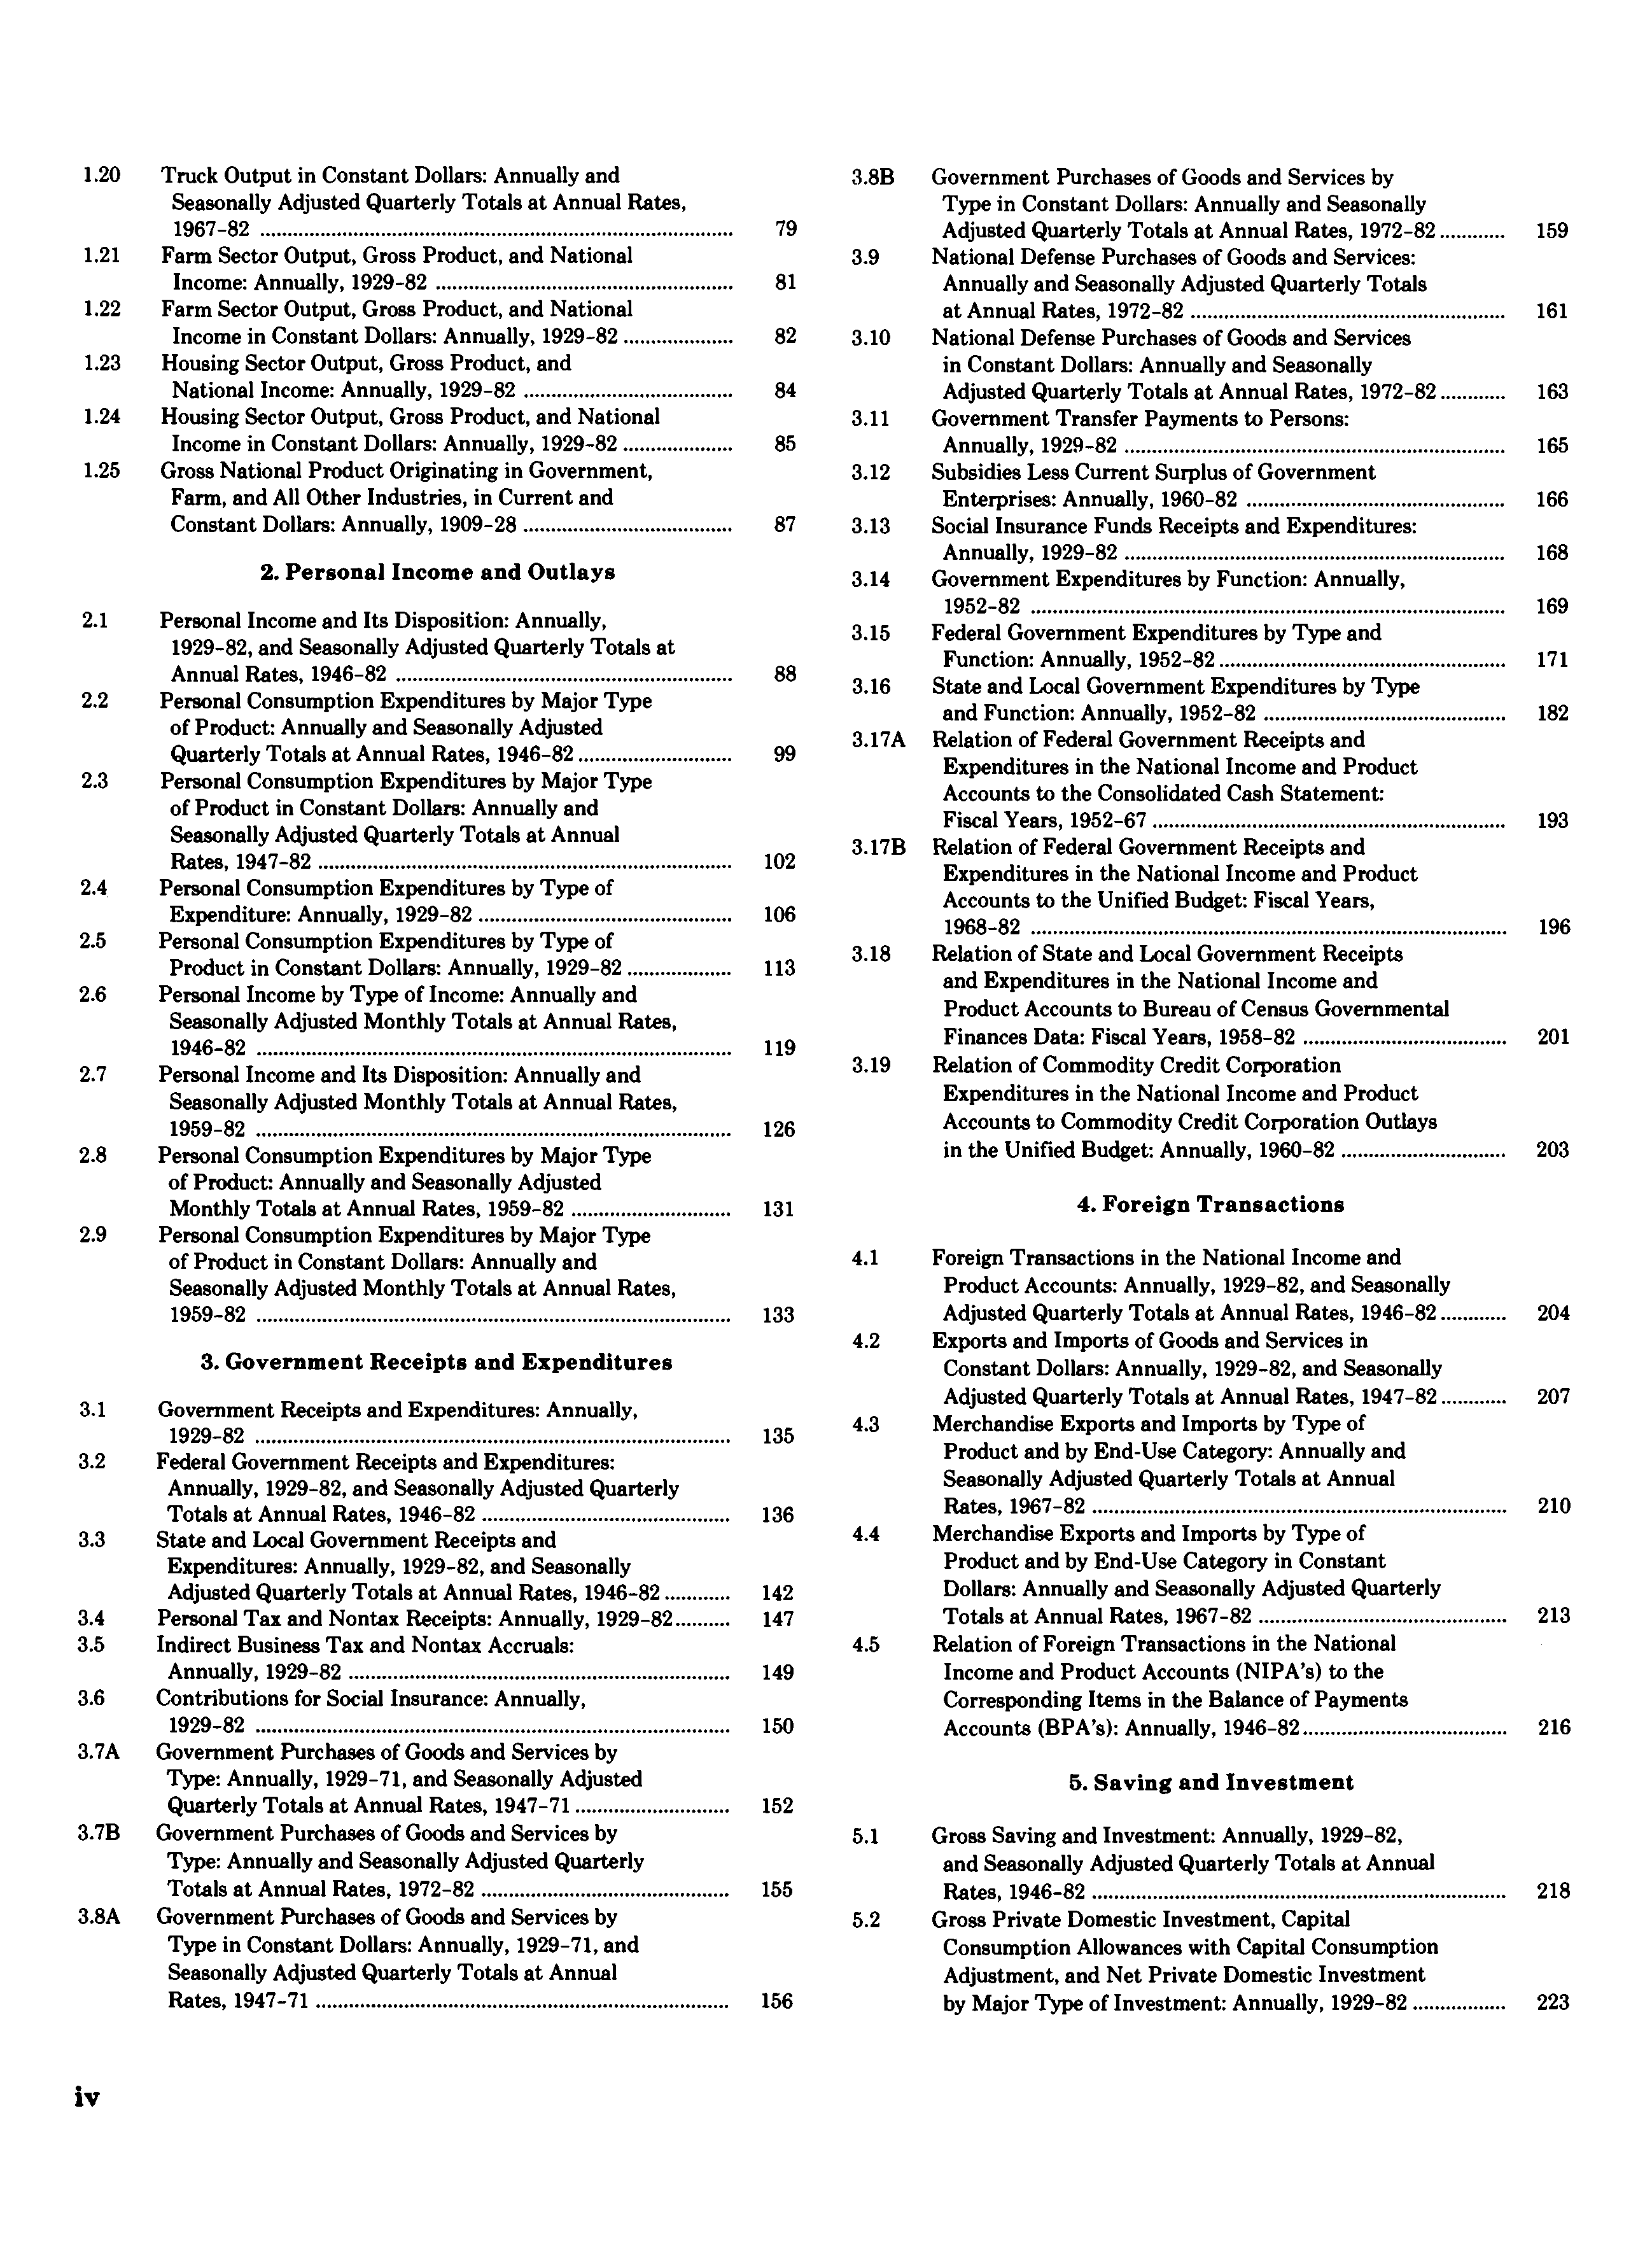 1.20 Truck Output in Constant Dollars: Annually and
Seasonally Adjusted Quarterly Totals at Annual Rates,
1967–82 ........ 79
1.21 Farm Sector Output, Gross Product, and National
Income: Annually, 1929–82 ........ 81
1.22 Farm Sector Output, Gross Product, and National
Income in Constant Dollars: Annually, 1929–82 ........ 82
1.23 Housing Sector Output, Gross Product, and
National Income: Annually, 1929–82 ........ 84
1.24 Housing Sector Output, Gross Product, and National
Income in Constant Dollars: Annually, 1929–82 ........ 85
1.25 Gross National Product Originating in Government,
Farm, and All Other Industries, in Current and
Constant Dollars: Annually, 1909–28 ........ 87
2. Personal Income and Outlays
2.1 Personal Income and Its Disposition: Annually,
1929–82, and Seasonally Adjusted Quarterly Totals at
Annual Rates, 1946–82 ........ 88
2.2 Personal Consumption Expenditures by Major Type
of Product: Annually and Seasonally Adjusted
Quarterly Totals at Annual Rates, 1946–82 ........ 99
2.3 Personal Consumption Expenditures by Major Type
of Product in Constant Dollars: Annually and
Seasonally Adjusted Quarterly Totals at Annual
Rates, 1947–82 ........ 102
2.4 Personal Consumption Expenditures by Type of
Expenditure: Annually, 1929–82 ........ 106
2.5 Personal Consumption Expenditures by Type of
Product in Constant Dollars: Annually, 1929–82 ........ 113
2.6 Personal Income by Type of Income: Annually and
Seasonally Adjusted Monthly Totals at Annual Rates,
1946–82 ........ 119
2.7 Personal Income and Its Disposition: Annually and
Seasonally Adjusted Monthly Totals at Annual Rates,
1959–82 ........ 126
2.8 Personal Consumption Expenditures by Major Type
of Product: Annually and Seasonally Adjusted
Monthly Totals at Annual Rates, 1959–82 ........ 131
2.9 Personal Consumption Expenditures by Major Type
of Product in Constant Dollars: Annually and
Seasonally Adjusted Monthly Totals at Annual Rates,
1959–82 ........ 133
3. Government Receipts and Expenditures
3.1 Government Receipts and Expenditures: Annually,
1929–82 ........ 135
3.2 Federal Government Receipts and Expenditures:
Annually, 1929–82, and Seasonally Adjusted Quarterly
Totals at Annual Rates, 1946–82 ........ 136
3.3 State and Local Government Receipts and
Expenditures: Annually, 1929–82, and Seasonally
Adjusted Quarterly Totals at Annual Rates, 1946–82 ........ 142
3.4 Personal Tax and Nontax Receipts: Annually, 1929–82 ........ 147
3.5 Indirect Business Tax and Nontax Accruals:
Annually, 1929–82 ........ 149
3.6 Contributions for Social Insurance: Annually,
1929–82 ........ 150
3.7A Government Purchases of Goods and Services by
Type: Annually, 1929–71, and Seasonally Adjusted
Quarterly Totals at Annual Rates, 1947–71 ........ 152
3.7B Government Purchases of Goods and Services by
Type: Annually and Seasonally Adjusted Quarterly
Totals at Annual Rates, 1972–82 ........ 155
3.8A Government Purchases of Goods and Services by
Type in Constant Dollars: Annually, 1929–71, and
Seasonally Adjusted Quarterly Totals at Annual
Rates, 1947–71 ........ 156
3.8B Government Purchases of Goods and Services by
Type in Constant Dollars: Annually and Seasonally
Adjusted Quarterly Totals at Annual Rates, 1972–82 ........ 159
3.9 National Defense Purchases of Goods and Services:
Annually and Seasonally Adjusted Quarterly Totals
at Annual Rates, 1972–82 ........ 161
3.10 National Defense Purchases of Goods and Services
in Constant Dollars: Annually and Seasonally
Adjusted Quarterly Totals at Annual Rates, 1972–82 ........ 163
3.11 Government Transfer Payments to Persons:
Annually, 1929–82 ........ 165
3.12 Subsidies Less Current Surplus of Government
Enterprises: Annually, 1960–82 ........ 166
3.13 Social Insurance Funds Receipts and Expenditures:
Annually, 1929–82 ........ 168
3.14 Government Expenditures by Function: Annually,
1952–82 ........ 169
3.15 Federal Government Expenditures by Type and
Function: Annually, 1952–82 ........ 171
3.16 State and Local Government Expenditures by Type
and Function: Annually, 1952–82 ........ 182
3.17A Relation of Federal Government Receipts and
Expenditures in the National Income and Product
Accounts to the Consolidated Cash Statement:
Fiscal Years, 1952–67 ........ 193
3.17B Relation of Federal Government Receipts and
Expenditures in the National Income and Product
Accounts to the Unified Budget: Fiscal Years,
1968–82 ........ 196
3.18 Relation of State and Local Government Receipts
and Expenditures in the National Income and
Product Accounts to Bureau of Census Governmental
Finances Data: Fiscal Years, 1958–82 ........ 201
3.19 Relation of Commodity Credit Corporation
Expenditures in the National Income and Product
Accounts to Commodity Credit Corporation Outlays
in the Unified Budget: Annually, 1960–82 ........ 203
4. Foreign Transactions
4.1 Foreign Transactions in the National Income and
Product Accounts: Annually, 1929–82, and Seasonally
Adjusted Quarterly Totals at Annual Rates, 1946–82 ........ 204
4.2 Exports and Imports of Goods and Services in
Constant Dollars: Annually, 1929–82, and Seasonally
Adjusted Quarterly Totals at Annual Rates, 1947–82 ........ 207
4.3 Merchandise Exports and Imports by Type of
Product and by End-Use Category: Annually and
Seasonally Adjusted Quarterly Totals at Annual
Rates, 1967–82 ........ 210
4.4 Merchandise Exports and Imports by Type of
Product and by End-Use Category in Constant
Dollars: Annually and Seasonally Adjusted Quarterly
Totals at Annual Rates, 1967–82 ........ 213
4.5 Relation of Foreign Transactions in the National
Income and Product Accounts (NIPA's) to the
Corresponding Items in the Balance of Payments
Accounts (BPA's): Annually, 1946–82 ........ 216
5. Saving and Investment
5.1 Gross Saving and Investment: Annually, 1929–82,
and Seasonally Adjusted Quarterly Totals at Annual
Rates, 1946–82 ........ 218
5.2 Gross Private Domestic Investment, Capital
Consumption Allowances with Capital Consumption
Adjustment, and Net Private Domestic Investment
by Major Type of Investment: Annually, 1929–82 ........ 223
iv